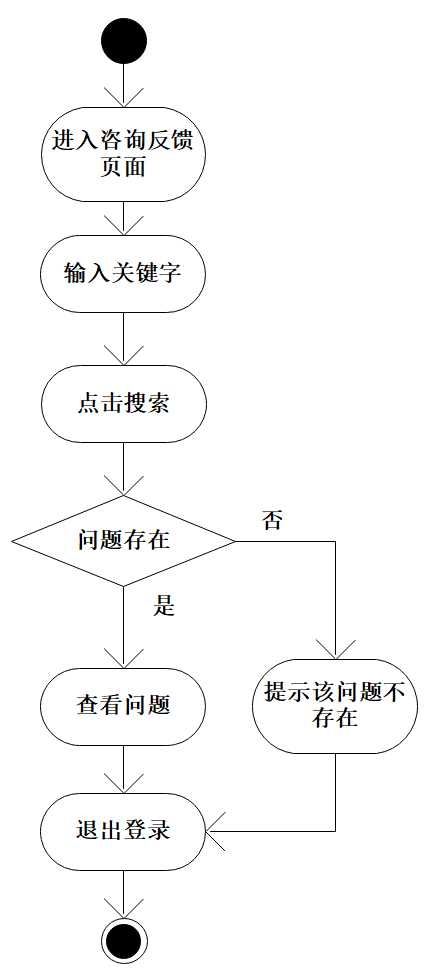 进入咨询反馈
页面
输入关键字
点击搜索
问题存在
否
是
查看问题
提示该问题不
存在
退出登录